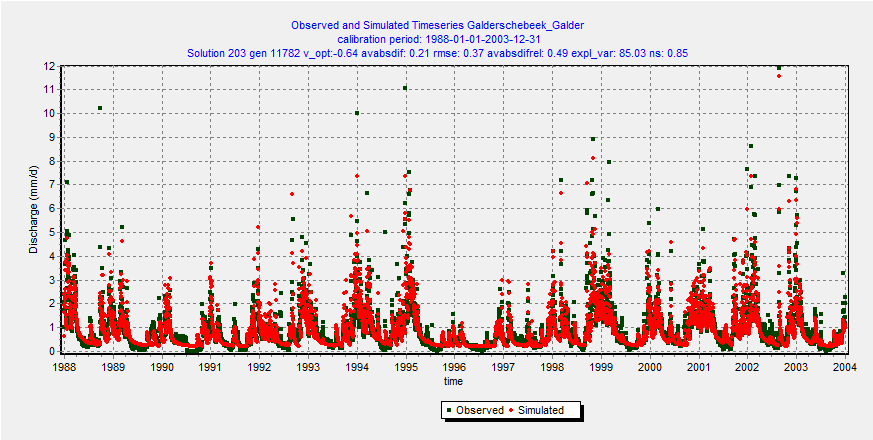 Observed and Simulated Timeseries Galderschebeek_Galder
calibration period: 1988-01-01-2003-12-31
Solution 203 gen 11782 v_opt:-0.64 avabsdif: 0.21 rmse: 0.37 avabsdifrel: 0.49 expl_var: 85.03 ns: 0.85
Discharge (mm/d)
12
11
10
9
8
7
6
5
4
3
2
1
0
1988 1989 1990 1991 1992 1993 1994 1995 1996 1997 1998 1999 2000 2001 2002 2003 2004
time
Observed Simulated